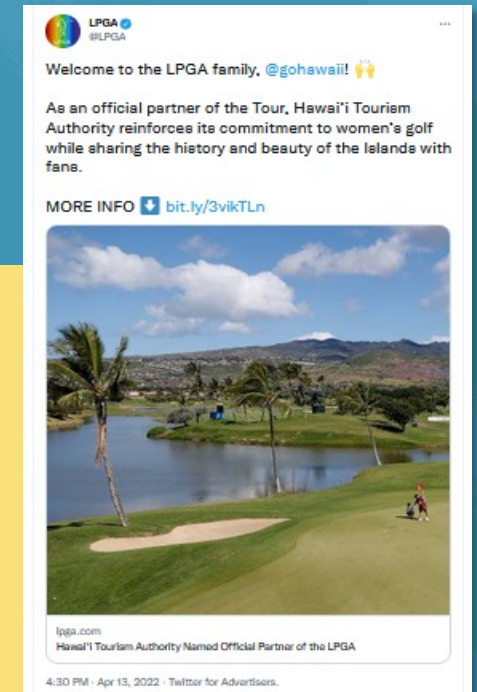 LPGA
@LPGA
Welcome to the LPGA family, @gohawaii! 🙌
As an official partner of the Tour, Hawai‘i Tourism
Authority reinforces its commitment to women's golf
while sharing the history and beauty of the Islands with
fans.
MORE INFO ⬇️ bit.ly/3vikTLn
lpga.com
Hawai‘i Tourism Authority Named Official Partner of the LPGA
4:30 PM · Apr 13, 2022 · Twitter for Advertisers.